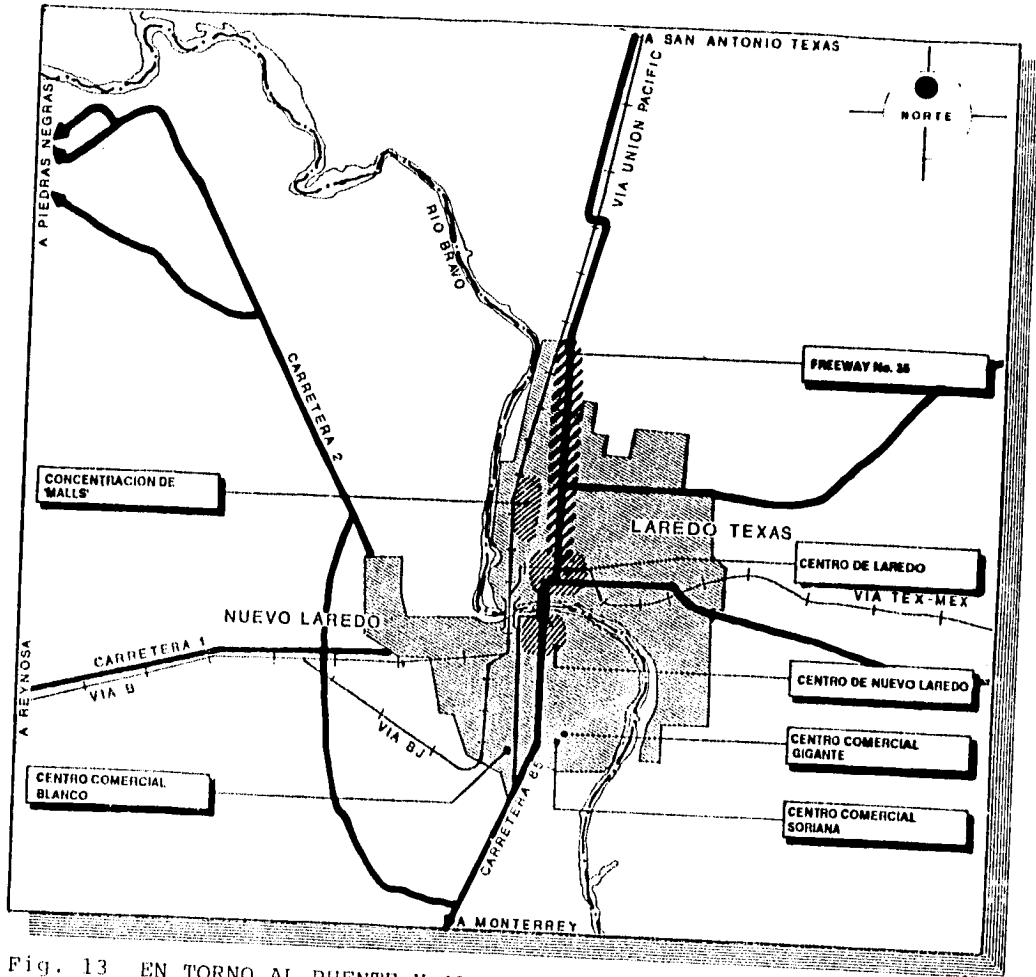 A SAN ANTONIO TEXAS
NORTE
VIA UNION PACIFIC
A PIEDRAS NEGRAS
RIO BRAVO
FREEWAY No. 35
CARRETERA 2
CONCENTRACION DE
'MALLS'
LAREDO TEXAS
CENTRO DE LAREDO
VIA TEX-MEX
NUEVO LAREDO
CARRETERA 1
VIA D
A REYNOSA
CENTRO DE NUEVO LAREDO
VIA BJ
CENTRO COMERCIAL
GIGANTE
CENTRO COMERCIAL
BLANCO
CARRETERA 85
CENTRO COMERCIAL
SORIANA
A MONTERREY
Fig. 13 EN TORNO AL PUENTE